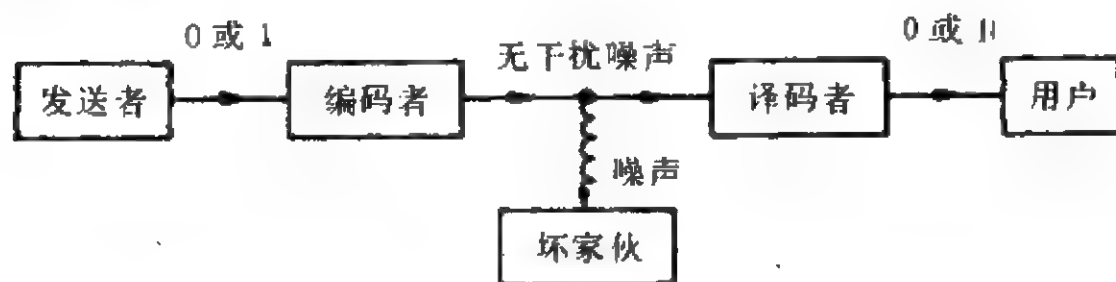 0 或 1
无干扰噪声
0 或 1
发送者
编码者
译码者
用户
噪声
坏家伙